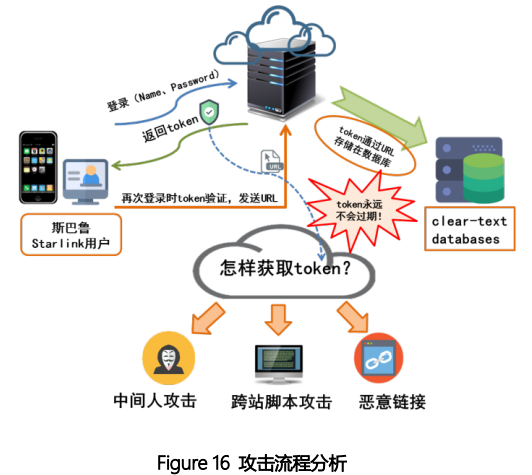 登录（Name、Password）
返回token
URL
token通过URL
存储在数据库
再次登录时token验证，发送URL
token永远
不会过期！
斯巴鲁
Starlink用户
clear-text
databases
怎样获取token？
中间人攻击
跨站脚本攻击
恶意链接
Figure 16 攻击流程分析